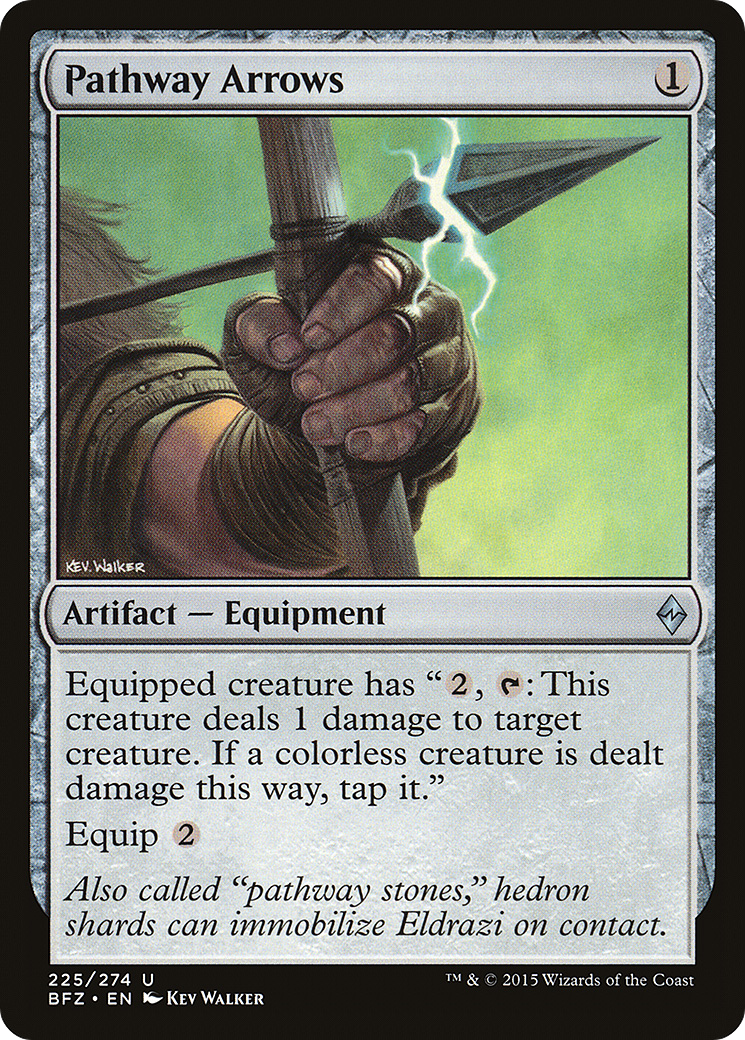 Pathway Arrows 1
KEV. WALKER
Artifact — Equipment
Equipped creature has “2, : This
creature deals 1 damage to target
creature. If a colorless creature is dealt
damage this way, tap it.”
Equip 2
Also called “pathway stones,” hedron
shards can immobilize Eldrazi on contact.
225/274 U
BFZ • EN Kev Walker
™ & © 2015 Wizards of the Coast